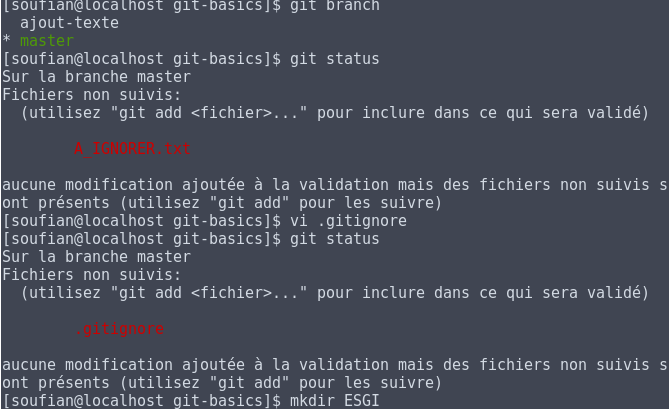 [soufian@localhost git-basics]$ git branch
  ajout-texte
* master
[soufian@localhost git-basics]$ git status
Sur la branche master
Fichiers non suivis:
  (utilisez "git add <fichier>..." pour inclure dans ce qui sera validé)
        A_IGNORER.txt
aucune modification ajoutée à la validation mais des fichiers non suivis s
ont présents (utilisez "git add" pour les suivre)
[soufian@localhost git-basics]$ vi .gitignore
[soufian@localhost git-basics]$ git status
Sur la branche master
Fichiers non suivis:
  (utilisez "git add <fichier>..." pour inclure dans ce qui sera validé)
        .gitignore
aucune modification ajoutée à la validation mais des fichiers non suivis s
ont présents (utilisez "git add" pour les suivre)
[soufian@localhost git-basics]$ mkdir ESGI